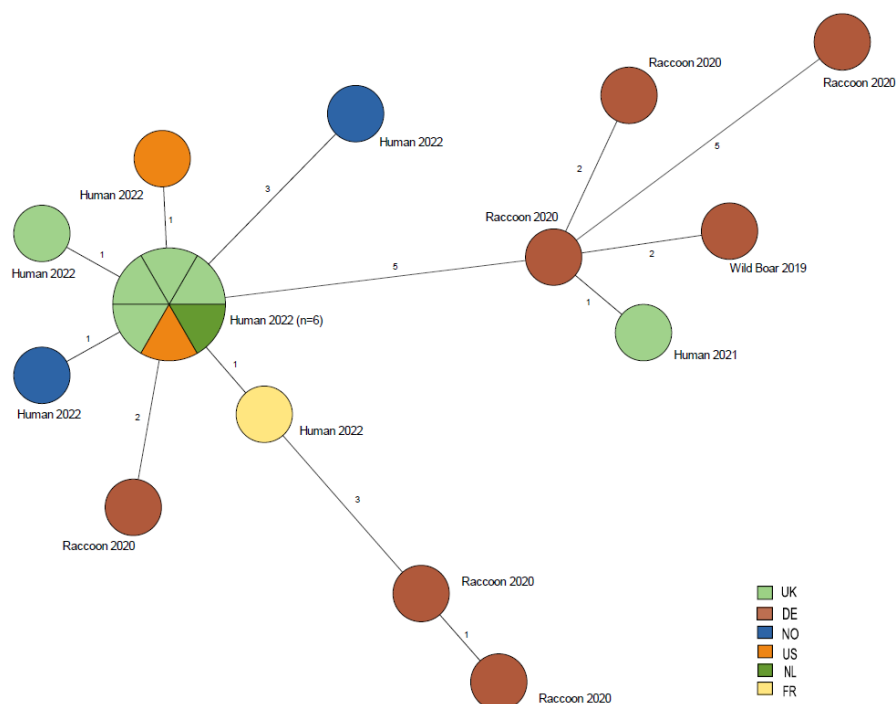 Raccoon 2020
Raccoon 2020
2
5
Human 2022
3
Human 2022
1
Human 2022
1
Raccoon 2020
2
Wild Boar 2019
5
1
Human 2021
Human 2022 (n=6)
1
Human 2022
1
2
Human 2022
Raccoon 2020
3
Raccoon 2020
1
Raccoon 2020
UK
DE
NO
US
NL
FR